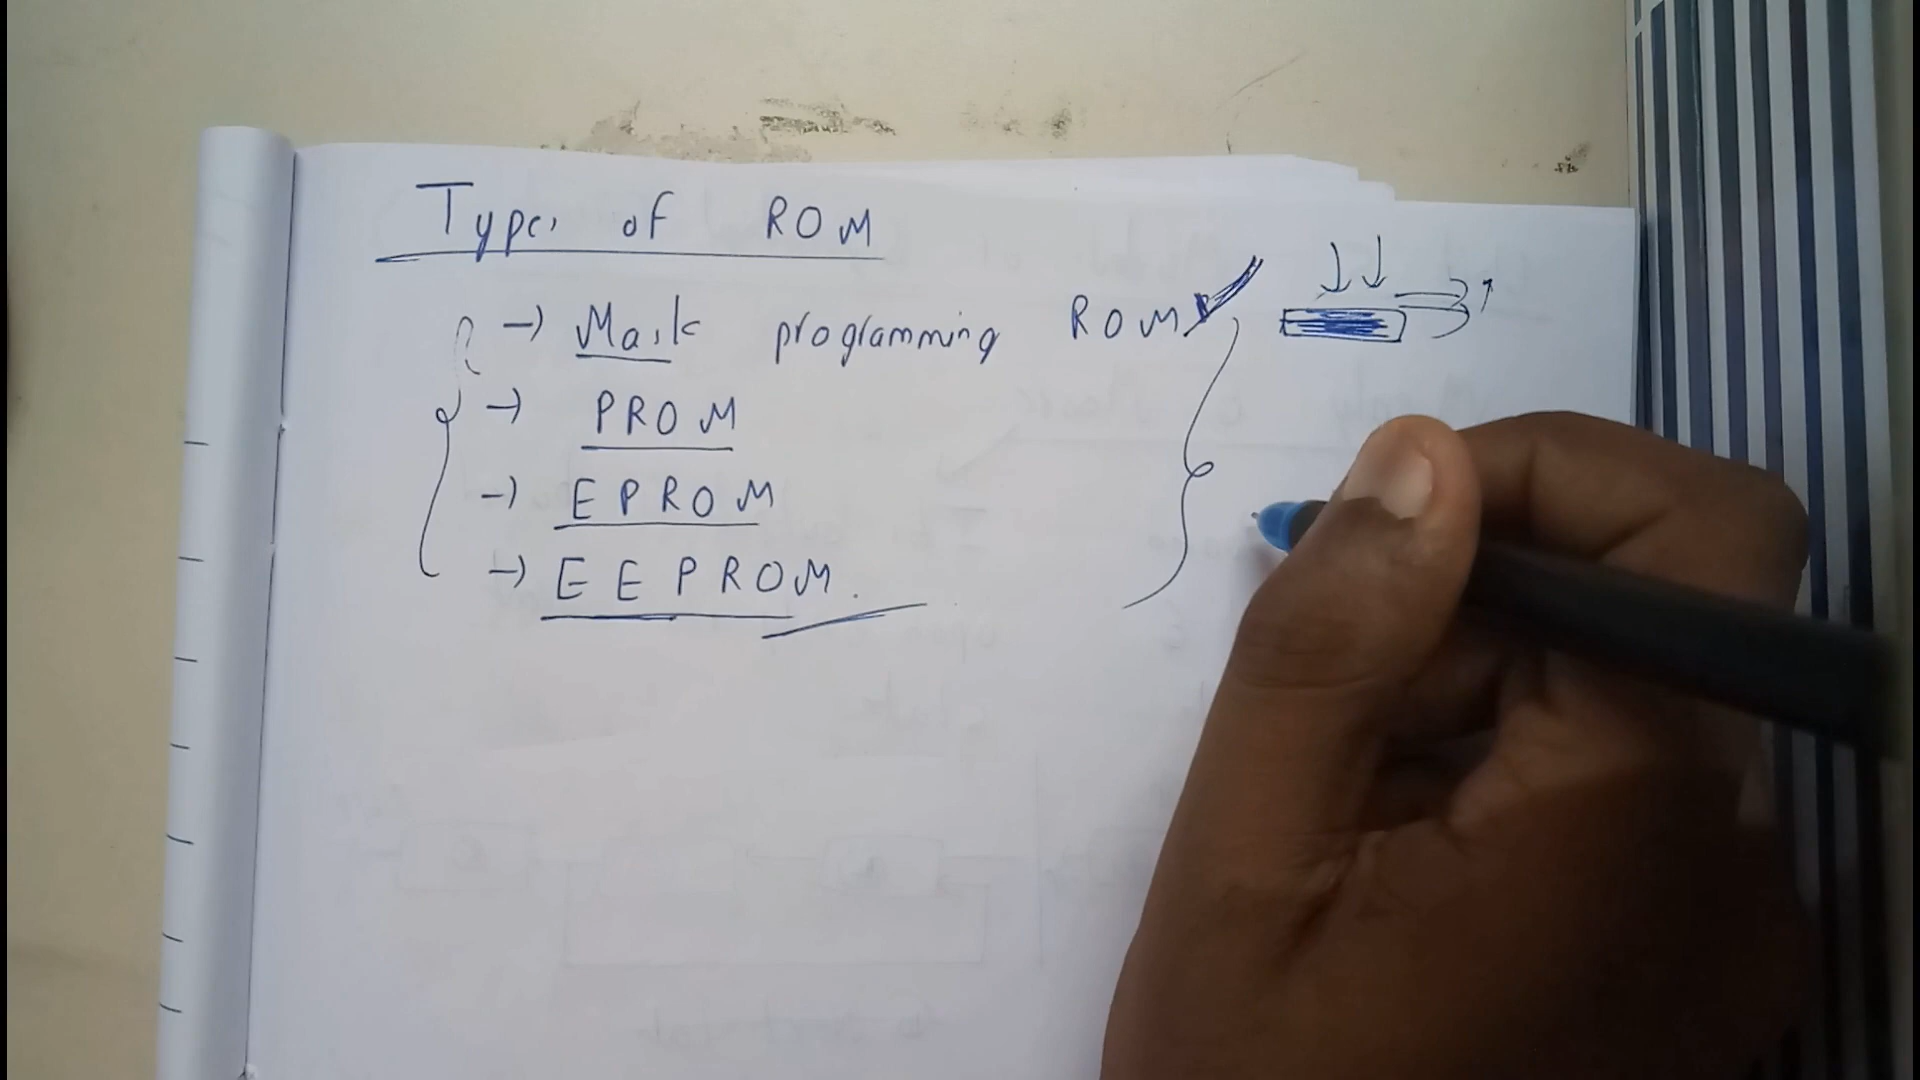 Types of ROM
→ Mask programming ROM
→ PROM
→ EPROM
→ EEPROM.